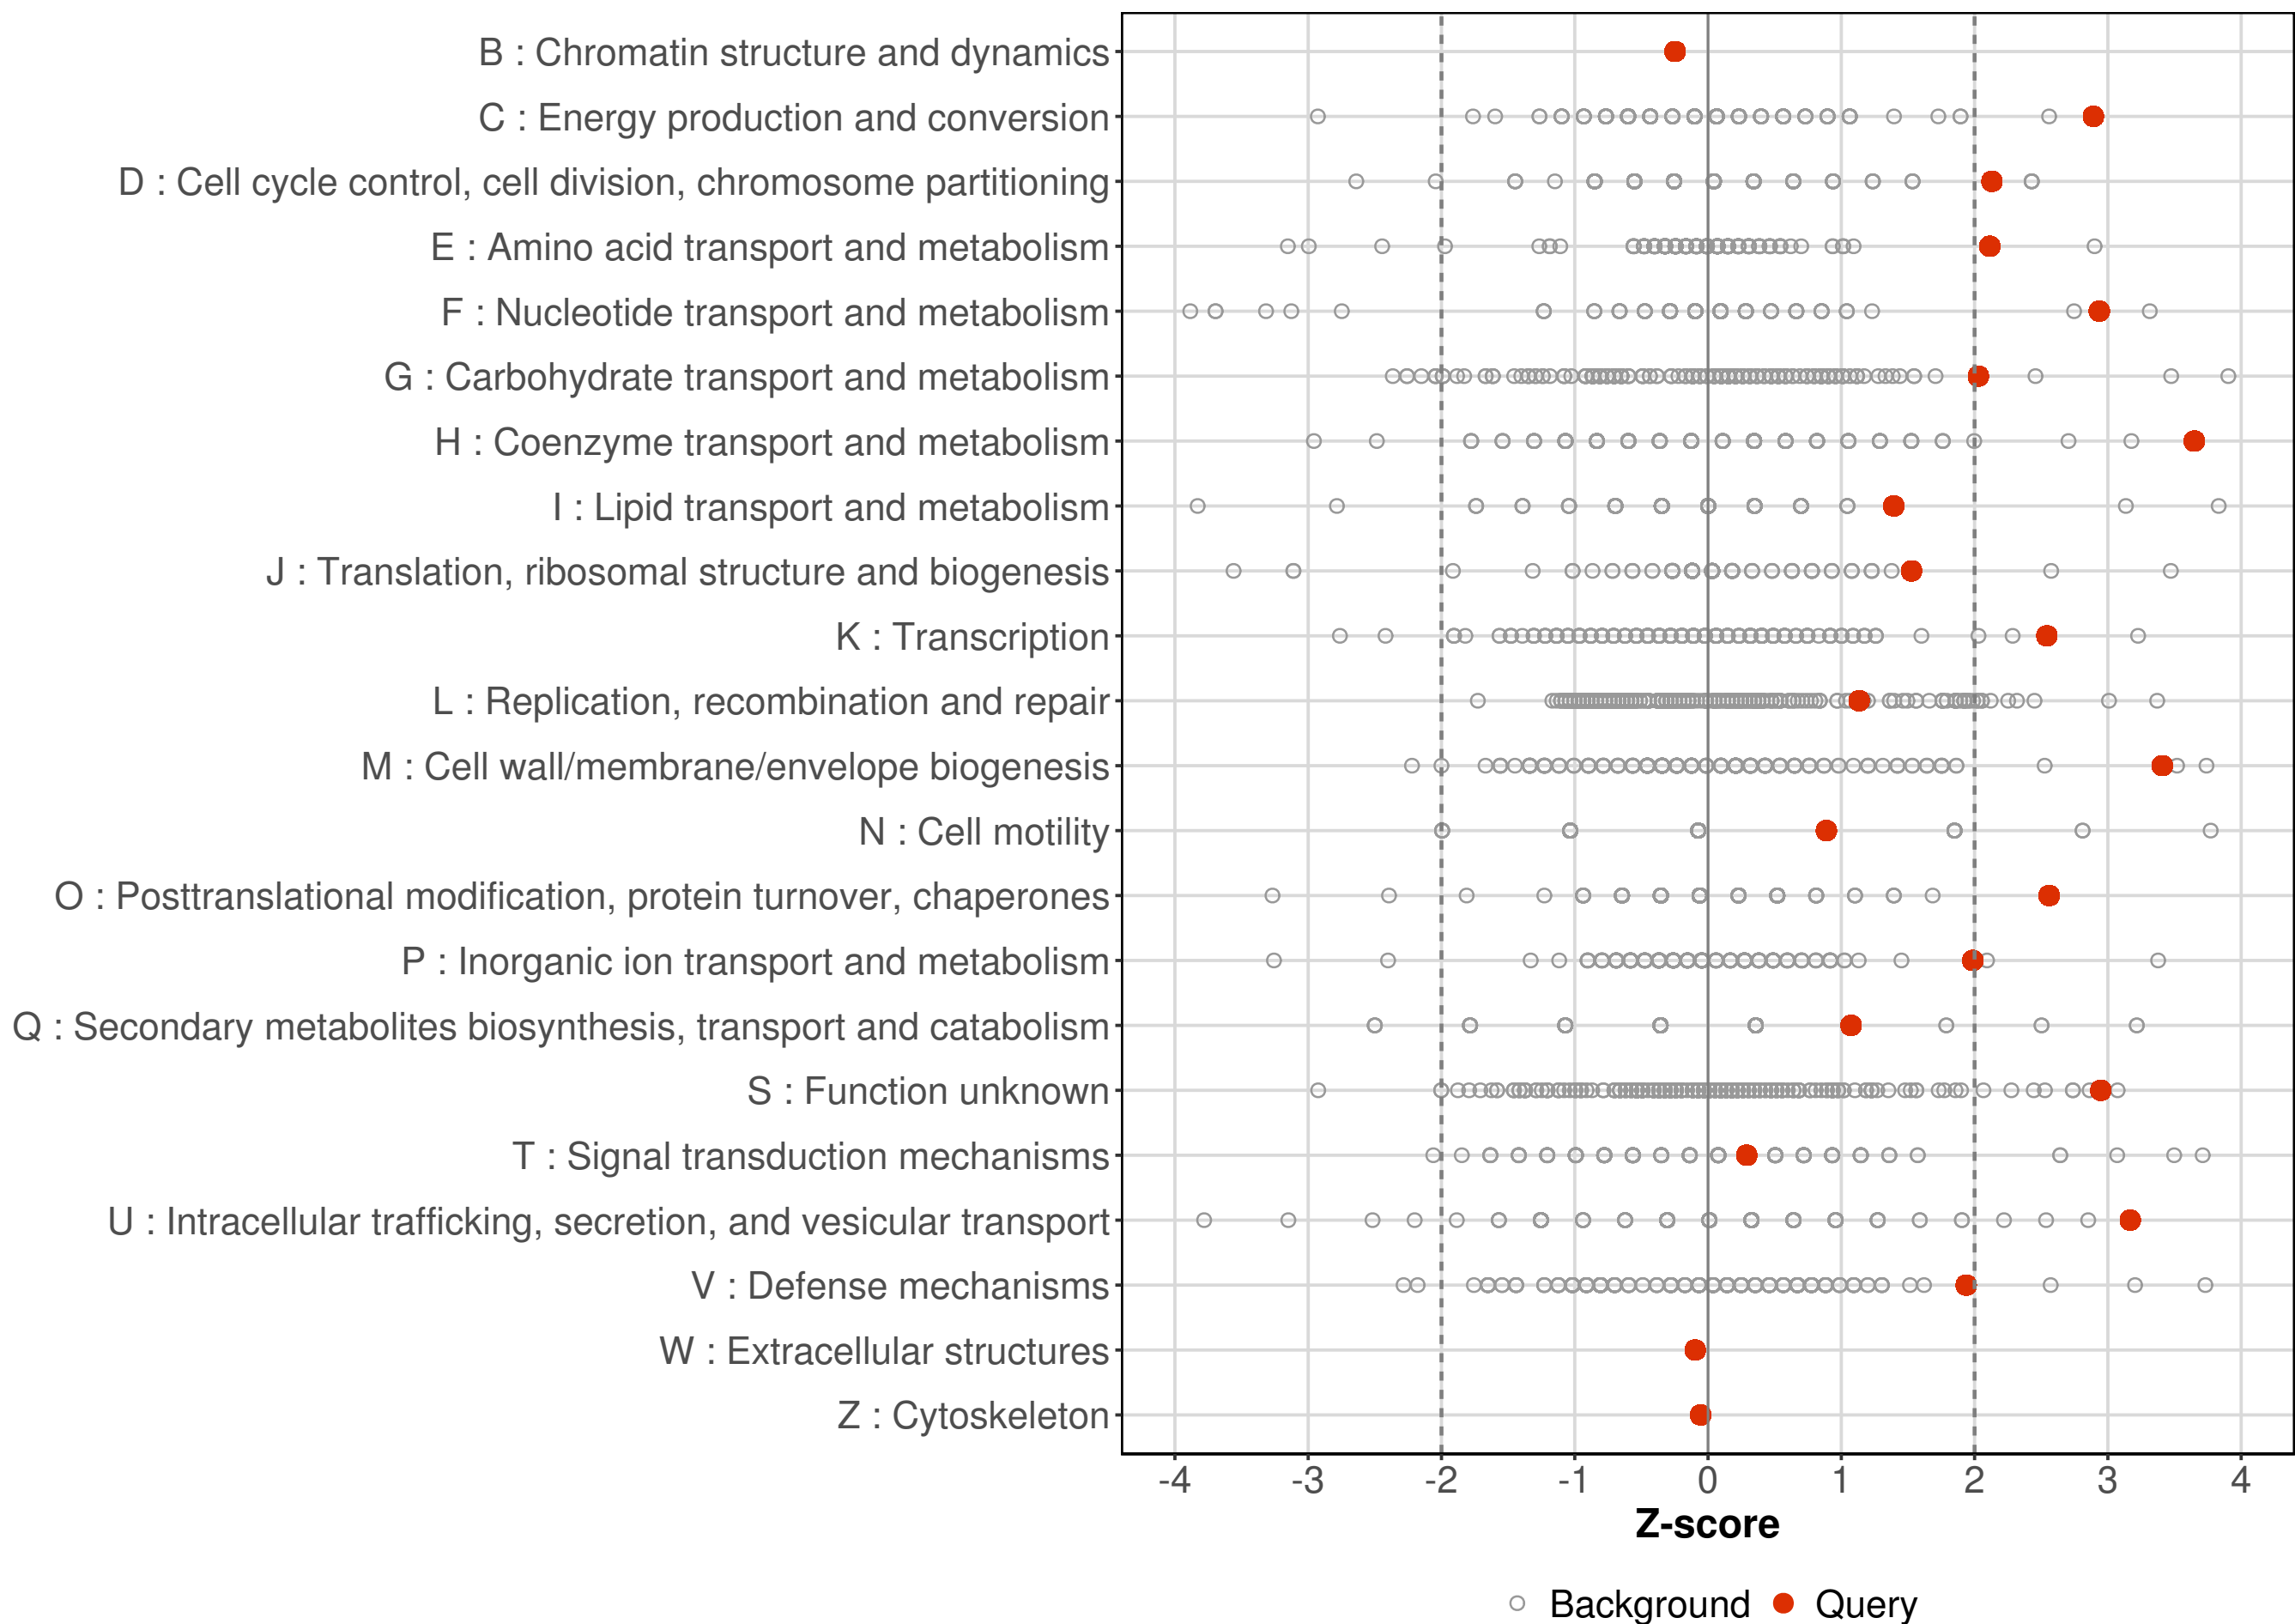 B : Chromatin structure and dynamics
C : Energy production and conversion
D : Cell cycle control, cell division, chromosome partitioning
E : Amino acid transport and metabolism
F : Nucleotide transport and metabolism
G : Carbohydrate transport and metabolism
H : Coenzyme transport and metabolism
I : Lipid transport and metabolism
J : Translation, ribosomal structure and biogenesis
K : Transcription
L : Replication, recombination and repair
M : Cell wall/membrane/envelope biogenesis
N : Cell motility
O : Posttranslational modification, protein turnover, chaperones
P : Inorganic ion transport and metabolism
Q : Secondary metabolites biosynthesis, transport and catabolism
S : Function unknown
T : Signal transduction mechanisms
U : Intracellular trafficking, secretion, and vesicular transport
V : Defense mechanisms
W : Extracellular structures
Z : Cytoskeleton
-4 -3 -2 -1 0 1 2 3 4
Z-score
Background Query